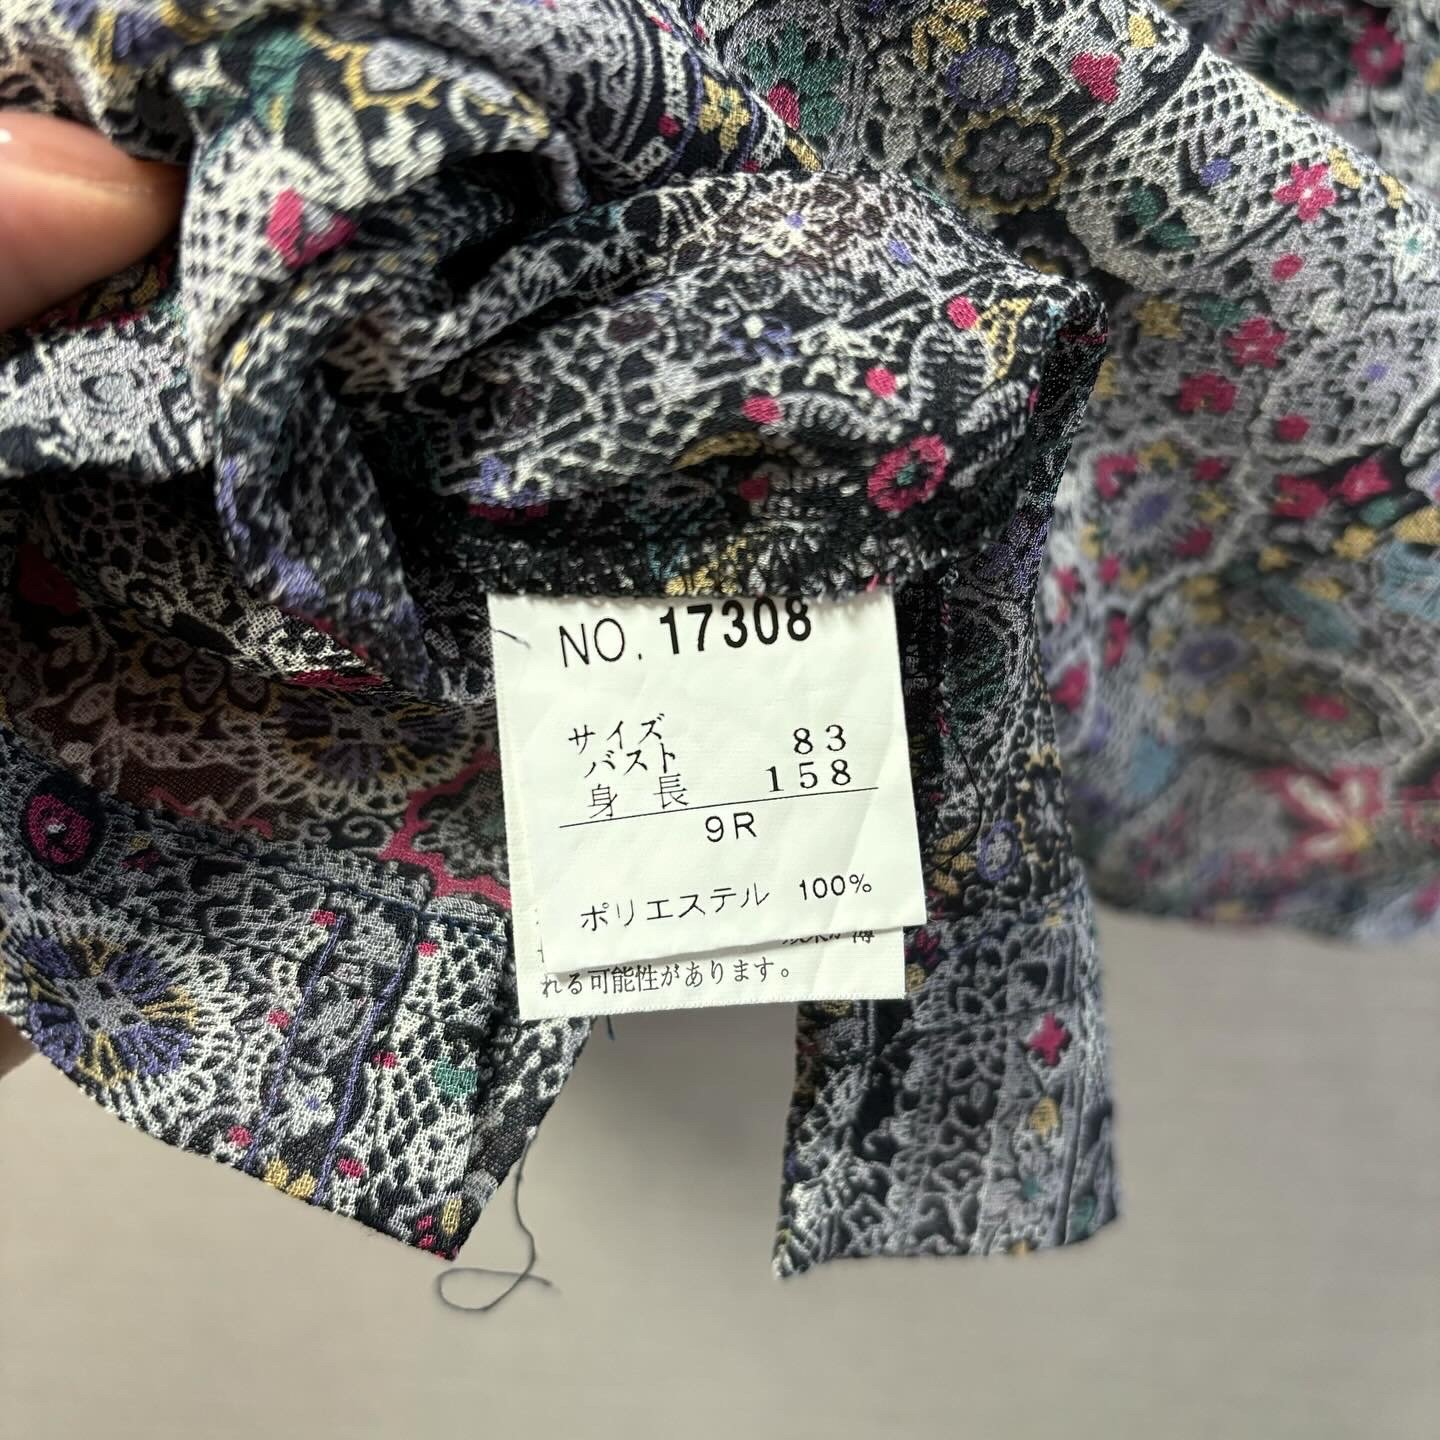 NO. 17308
サイズ
バスト 83
身長 158
9R
ポリエステル 100%
れる可能性があります。